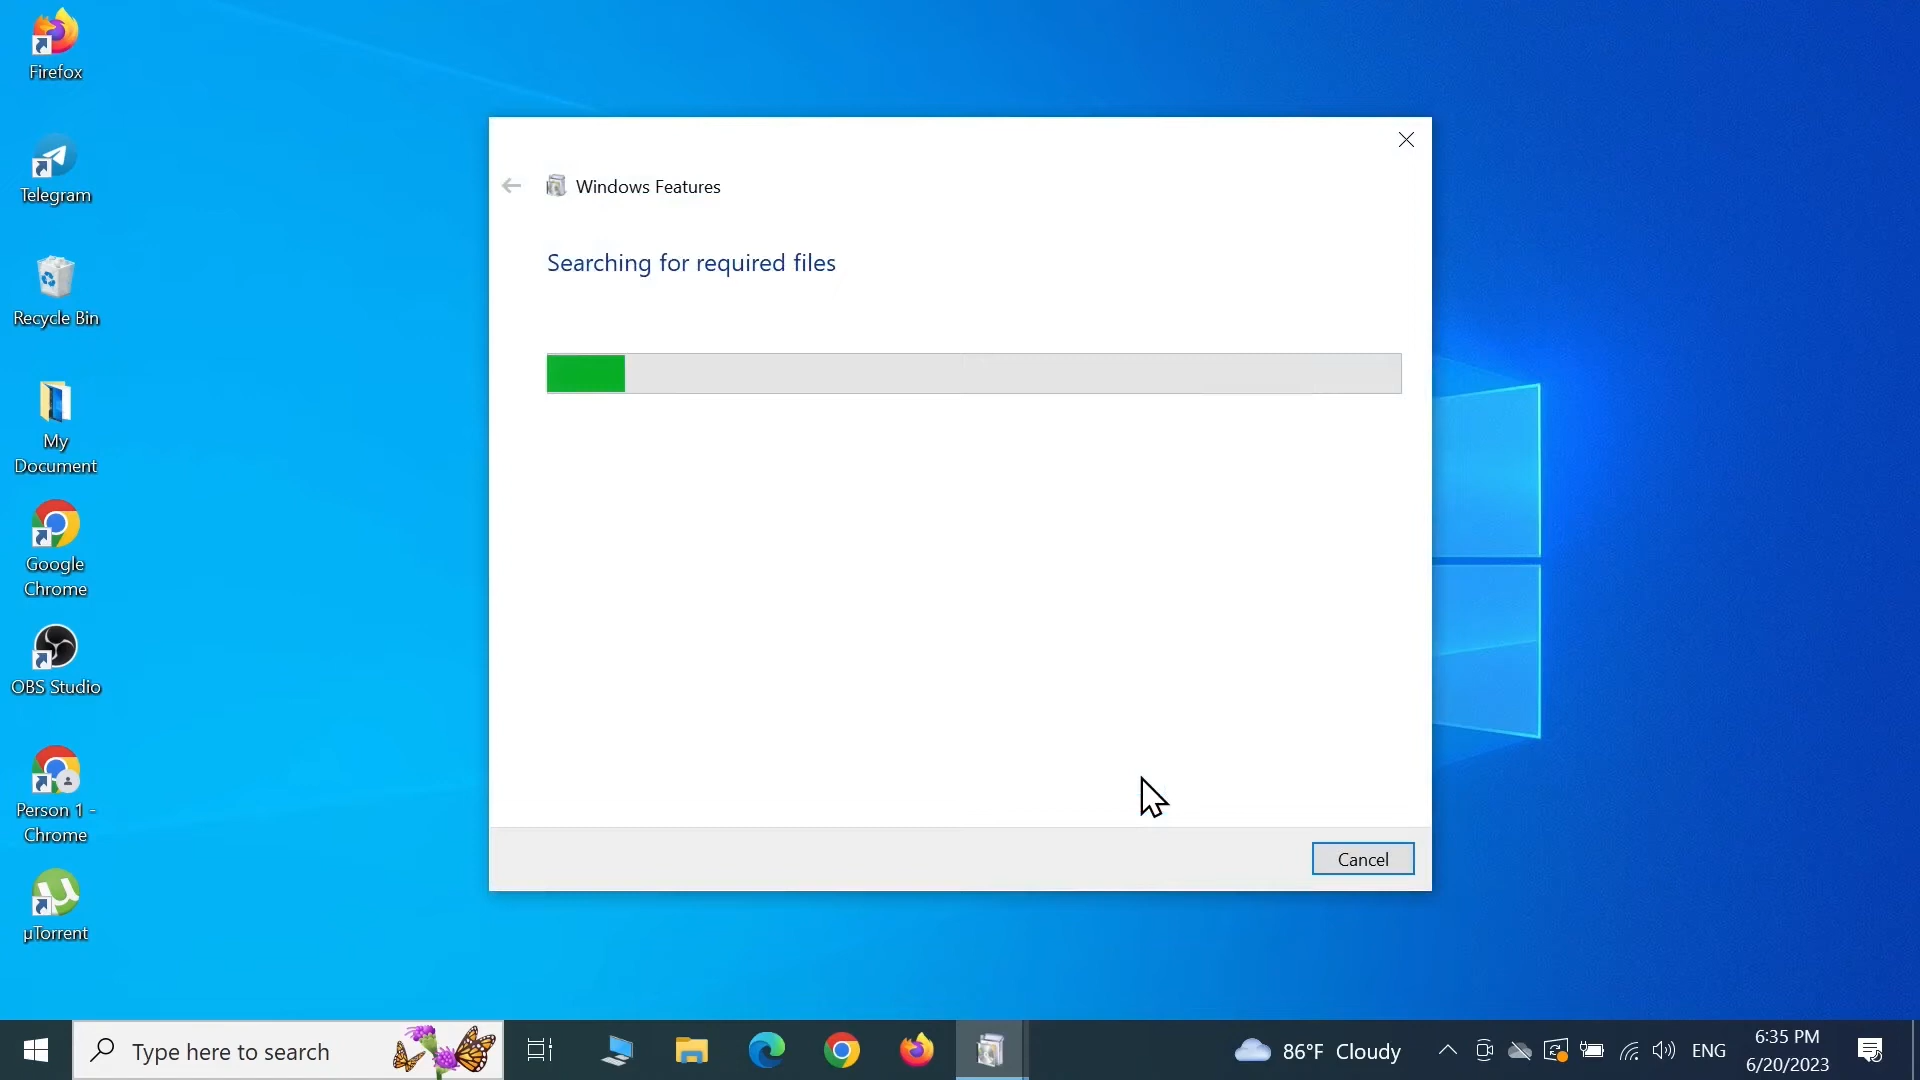 Firefox
Telegram
Recycle Bin
My
Document
Google
Chrome
OBS Studio
Person 1 -
Chrome
µTorrent
Windows Features
Searching for required files
Cancel
Type here to search
86°F Cloudy
ENG
6:35 PM
6/20/2023